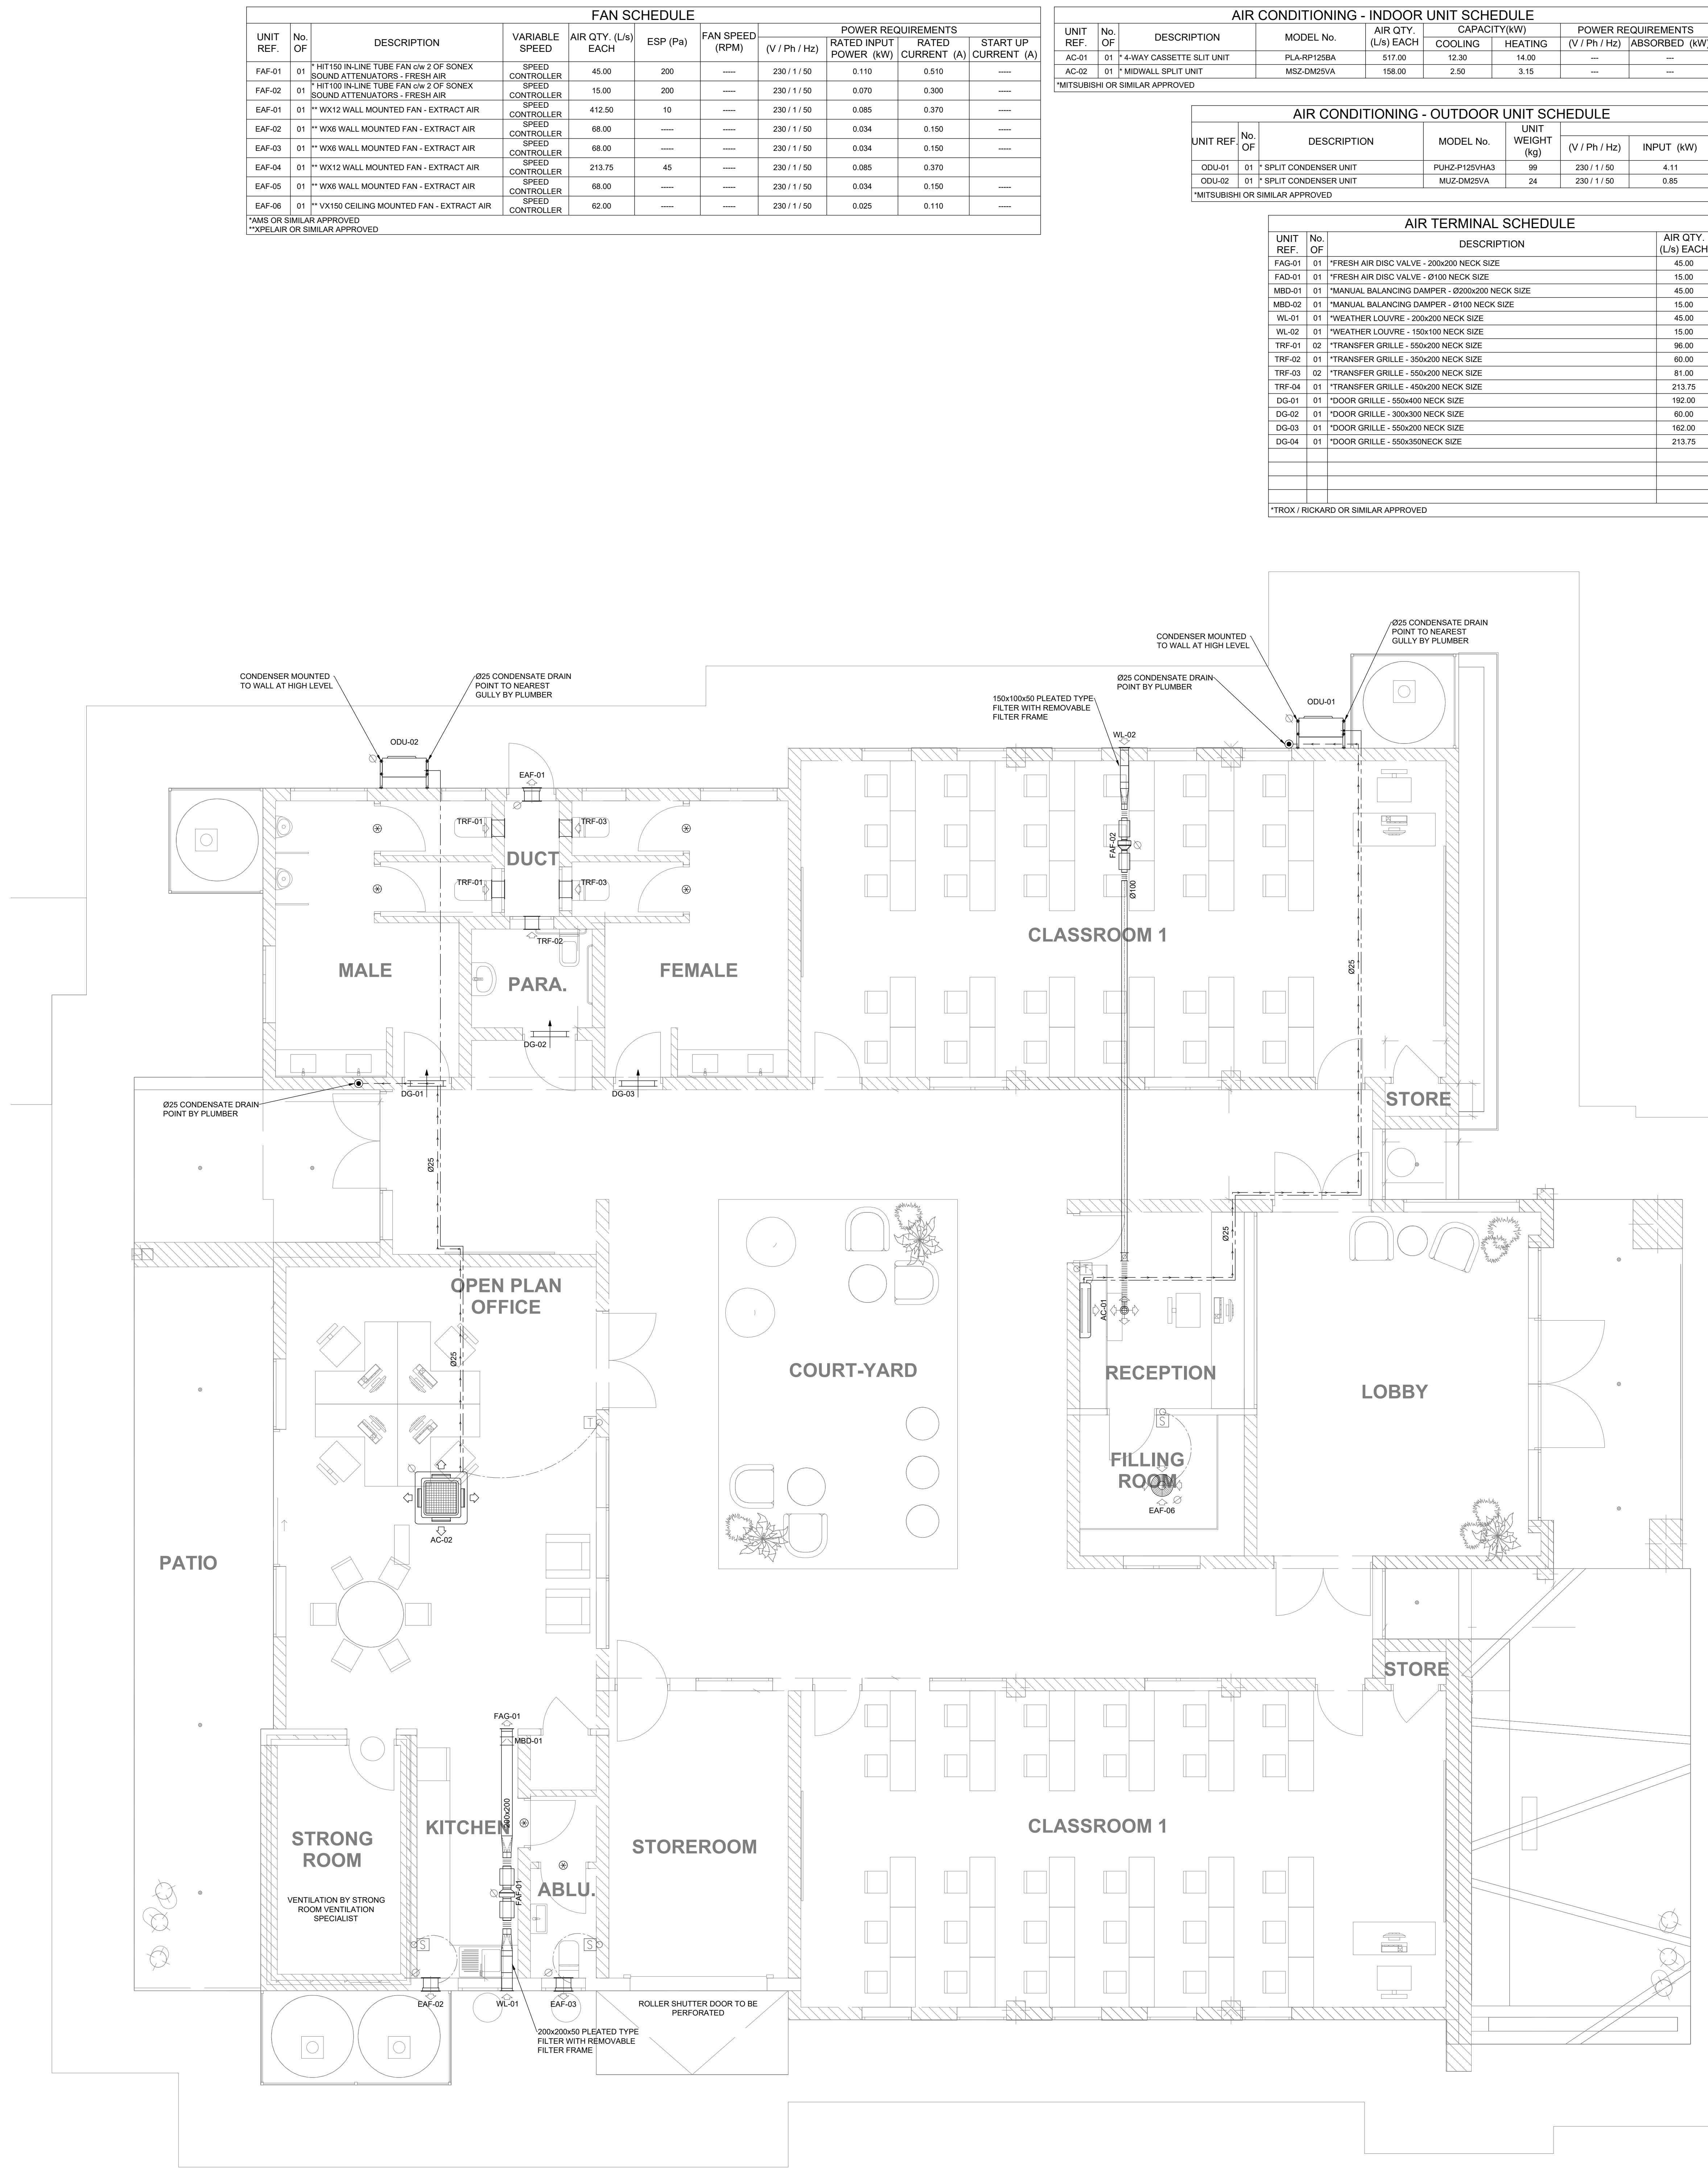 FAN SCHEDULE
UNIT REF. No. OF DESCRIPTION VARIABLE SPEED AIR QTY. (L/s) EACH ESP (Pa) FAN SPEED (RPM) POWER REQUIREMENTS
(V / Ph / Hz) RATED INPUT POWER (kW) RATED CURRENT (A) START UP CURRENT (A)
FAF-01 01 * HIT150 IN-LINE TUBE FAN c/w 2 OF SONEX SOUND ATTENUATORS - FRESH AIR SPEED CONTROLLER 45.00 200 ----- 230 / 1 / 50 0.110 0.510 -----
FAF-02 01 * HIT100 IN-LINE TUBE FAN c/w 2 OF SONEX SOUND ATTENUATORS - FRESH AIR SPEED CONTROLLER 15.00 200 ----- 230 / 1 / 50 0.070 0.300 -----
EAF-01 01 ** WX12 WALL MOUNTED FAN - EXTRACT AIR SPEED CONTROLLER 412.50 10 ----- 230 / 1 / 50 0.085 0.370 -----
EAF-02 01 ** WX6 WALL MOUNTED FAN - EXTRACT AIR SPEED CONTROLLER 68.00 ----- ----- 230 / 1 / 50 0.034 0.150 -----
EAF-03 01 ** WX6 WALL MOUNTED FAN - EXTRACT AIR SPEED CONTROLLER 68.00 ----- ----- 230 / 1 / 50 0.034 0.150 -----
EAF-04 01 ** WX12 WALL MOUNTED FAN - EXTRACT AIR SPEED CONTROLLER 213.75 45 ----- 230 / 1 / 50 0.085 0.370
EAF-05 01 ** WX6 WALL MOUNTED FAN - EXTRACT AIR SPEED CONTROLLER 68.00 ----- ----- 230 / 1 / 50 0.034 0.150 -----
EAF-06 01 ** VX150 CEILING MOUNTED FAN - EXTRACT AIR SPEED CONTROLLER 62.00 ----- ----- 230 / 1 / 50 0.025 0.110 -----
*AMS OR SIMILAR APPROVED
**XPELAIR OR SIMILAR APPROVED
AIR CONDITIONING - INDOOR UNIT SCHEDULE
UNIT REF. No. OF DESCRIPTION MODEL No. AIR QTY. (L/s) EACH CAPACITY(kW) POWER REQUIREMENTS
COOLING HEATING (V / Ph / Hz) ABSORBED (kW)
AC-01 01 * 4-WAY CASSETTE SLIT UNIT PLA-RP125BA 517.00 12.30 14.00 --- ---
AC-02 01 * MIDWALL SPLIT UNIT MSZ-DM25VA 158.00 2.50 3.15 --- ---
*MITSUBISHI OR SIMILAR APPROVED
AIR CONDITIONING - OUTDOOR UNIT SCHEDULE
UNIT REF. No. OF DESCRIPTION MODEL No. UNIT WEIGHT (kg) (V / Ph / Hz) INPUT (kW)
ODU-01 01 * SPLIT CONDENSER UNIT PUHZ-P125VHA3 99 230 / 1 / 50 4.11
ODU-02 01 * SPLIT CONDENSER UNIT MUZ-DM25VA 24 230 / 1 / 50 0.85
*MITSUBISHI OR SIMILAR APPROVED
AIR TERMINAL SCHEDULE
UNIT REF. No. OF DESCRIPTION AIR QTY. (L/s) EACH
FAG-01 01 *FRESH AIR DISC VALVE - 200x200 NECK SIZE 45.00
FAD-01 01 *FRESH AIR DISC VALVE - Ø100 NECK SIZE 15.00
MBD-01 01 *MANUAL BALANCING DAMPER - Ø200x200 NECK SIZE 45.00
MBD-02 01 *MANUAL BALANCING DAMPER - Ø100 NECK SIZE 15.00
WL-01 01 *WEATHER LOUVRE - 200x200 NECK SIZE 45.00
WL-02 01 *WEATHER LOUVRE - 150x100 NECK SIZE 15.00
TRF-01 02 *TRANSFER GRILLE - 550x200 NECK SIZE 96.00
TRF-02 01 *TRANSFER GRILLE - 350x200 NECK SIZE 60.00
TRF-03 02 *TRANSFER GRILLE - 550x200 NECK SIZE 81.00
TRF-04 01 *TRANSFER GRILLE - 450x200 NECK SIZE 213.75
DG-01 01 *DOOR GRILLE - 550x400 NECK SIZE 192.00
DG-02 01 *DOOR GRILLE - 300x300 NECK SIZE 60.00
DG-03 01 *DOOR GRILLE - 550x200 NECK SIZE 162.00
DG-04 01 *DOOR GRILLE - 550x350NECK SIZE 213.75
*TROX / RICKARD OR SIMILAR APPROVED
CONDENSER MOUNTED
TO WALL AT HIGH LEVEL
Ø25 CONDENSATE DRAIN
POINT TO NEAREST
GULLY BY PLUMBER
ODU-02
EAF-01
150x100x50 PLEATED TYPE
FILTER WITH REMOVABLE
FILTER FRAME
WL-02
Ø25 CONDENSATE DRAIN
POINT BY PLUMBER
CONDENSER MOUNTED
TO WALL AT HIGH LEVEL
Ø25 CONDENSATE DRAIN
POINT TO NEAREST
GULLY BY PLUMBER
ODU-01
TRF-01
TRF-03
DUCT
TRF-01
TRF-03
TRF-02
FAF-02
Ø100
CLASSROOM 1
Ø25
MALE
PARA.
FEMALE
DG-02
DG-01
DG-03
Ø25 CONDENSATE DRAIN
POINT BY PLUMBER
STORE
Ø25
Ø25
T
OPEN PLAN
OFFICE
AC-01
Ø25
COURT-YARD
RECEPTION
LOBBY
T
S
FILLING
ROOM
EAF-06
AC-02
PATIO
STORE
FAG-01
MBD-01
200x200
KITCHEN
STRONG
ROOM
STOREROOM
CLASSROOM 1
VENTILATION BY STRONG
ROOM VENTILATION
SPECIALIST
FAF-01
ABLU.
S
S
EAF-02
WL-01
EAF-03
ROLLER SHUTTER DOOR TO BE
PERFORATED
200x200x50 PLEATED TYPE
FILTER WITH REMOVABLE
FILTER FRAME